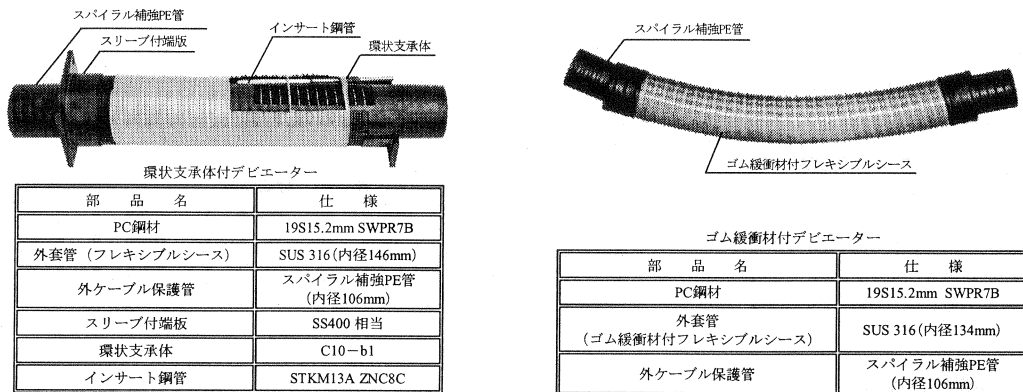 スパイラル補強PE管
スリーブ付端版
インサート鋼管
環状支承体
環状支承体付デビエーター
部 品 名 仕 様
PC鋼材 19S15.2mm SWPR7B
外套管（フレキシブルシース） SUS 316(内径146mm)
外ケーブル保護管 スパイラル補強PE管
(内径106mm)
スリーブ付端板 SS400 相当
環状支承体 C10－b1
インサート鋼管 STKM13A ZNC8C
スパイラル補強PE管
ゴム緩衝材付フレキシブルシース
ゴム緩衝材付デビエーター
部 品 名 仕 様
PC鋼材 19S15.2mm SWPR7B
外套管
（ゴム緩衝材付フレキシブルシース） SUS 316(内径134mm)
外ケーブル保護管 スパイラル補強PE管
(内径106mm)